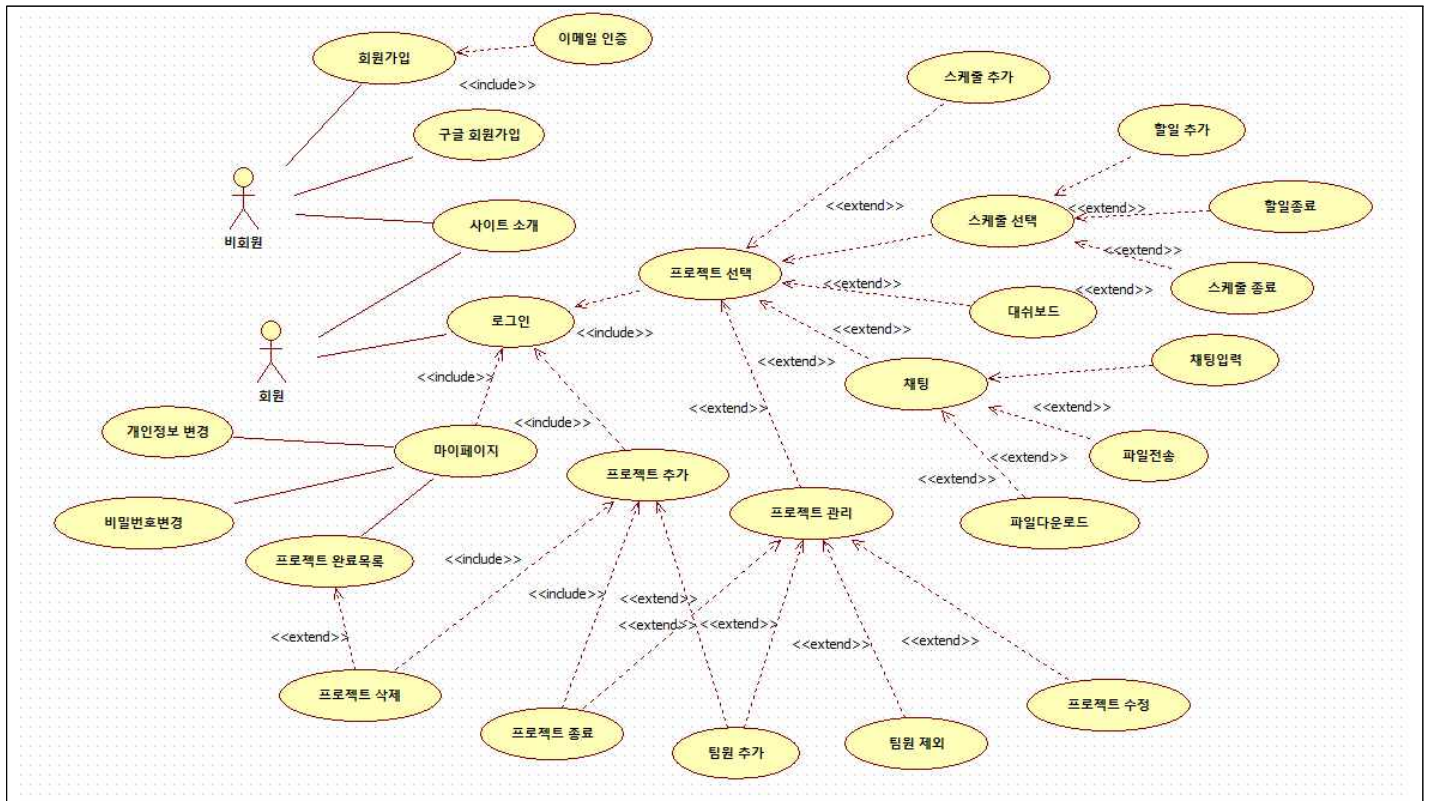 이메일 인증
회원가입
<<include>>
스케줄 추가
구글 회원가입
할일 추가
<<extend>>
할일종료
사이트 소개
스케줄 선택
<<extend>>
비회원
<<extend>>
프로젝트 선택
<<extend>>
<<extend>>
스케줄 종료
대쉬보드
로그인
<<include>>
<<extend>>
<<extend>>
채팅입력
<<include>>
채팅
회원
<<extend>>
<<extend>>
개인정보 변경
마이페이지
<<include>>
파일전송
<<extend>>
프로젝트 추가
<<extend>>
프로젝트 관리
파일다운로드
비밀번호변경
프로젝트 완료목록
<<include>>
<<include>>
<<extend>>
<<extend>>
<<extend>>
<<extend>>
<<extend>>
<<extend>>
프로젝트 삭제
프로젝트 수정
프로젝트 종료
팀원 추가
팀원 제외